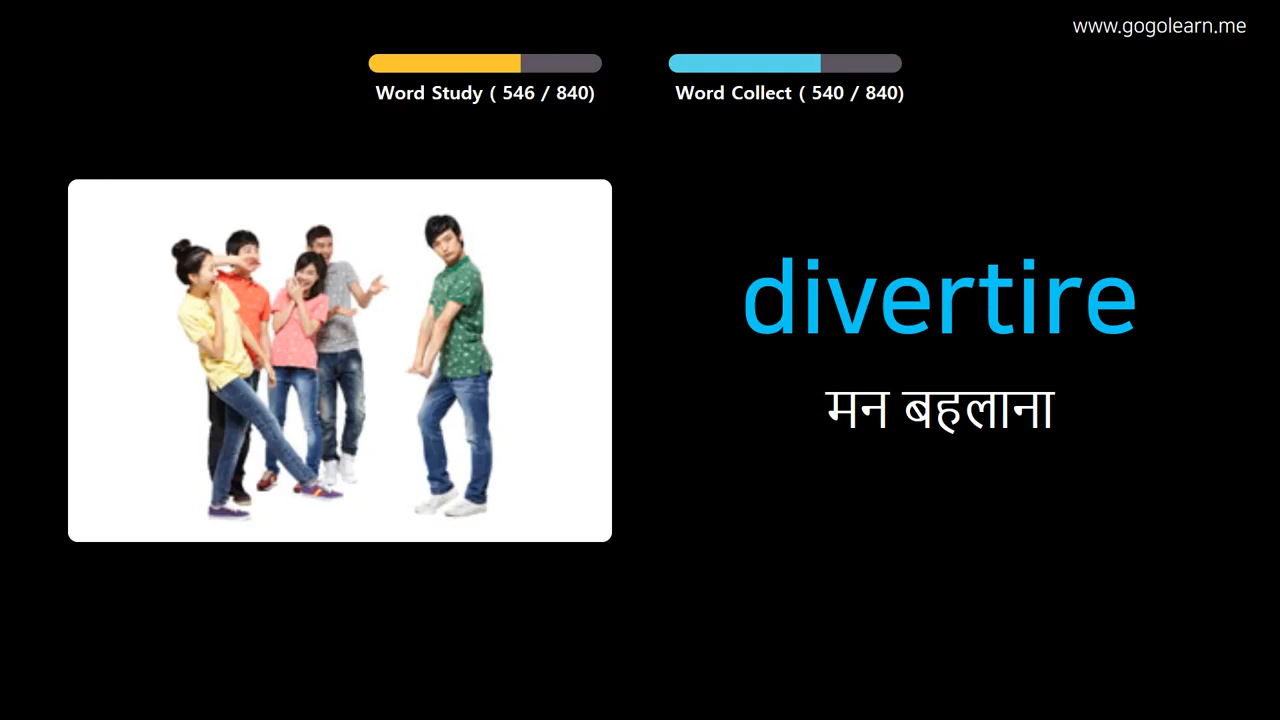 www.gogolearn.me
Word Study ( 546 / 840)
Word Collect ( 540 / 840)
divertire
मन बहलाना